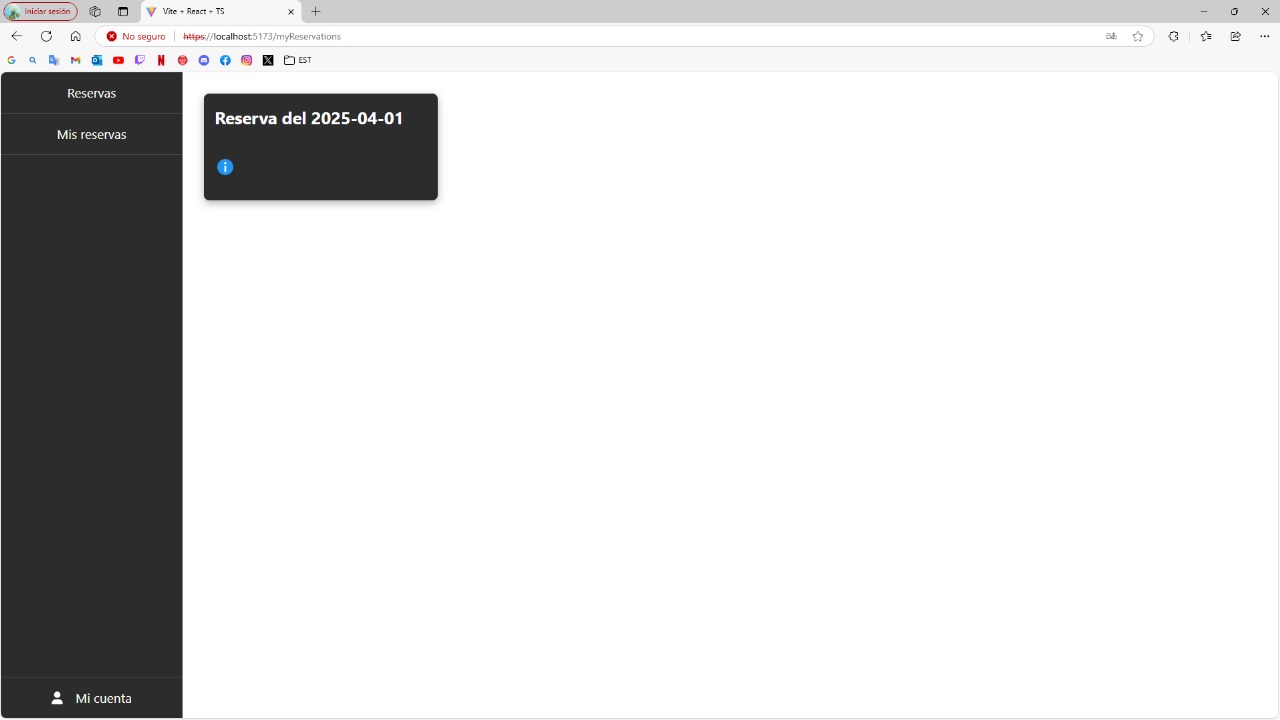 Iniciar sesión
Vite + React + TS
No seguro
https://localhost:5173/myReservations
EST
Reservas
Mis reservas
Reserva del 2025-04-01
Mi cuenta